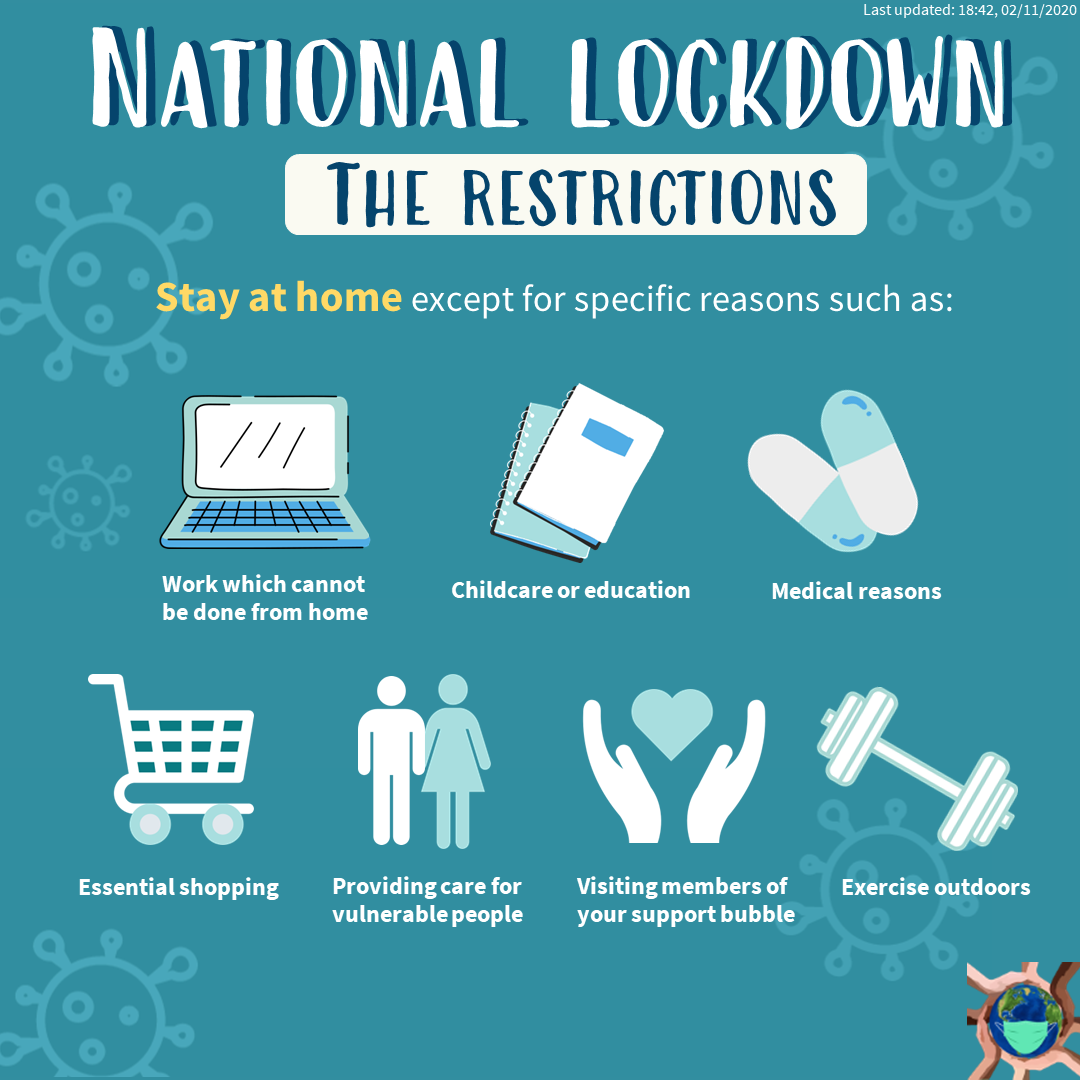 Last updated: 18:42, 02/11/2020
NATIONAL LOCKDOWN
THE RESTRICTIONS
Stay at home except for specific reasons such as:
Work which cannot
be done from home
Childcare or education
Medical reasons
Essential shopping
Providing care for
vulnerable people
Visiting members of
your support bubble
Exercise outdoors